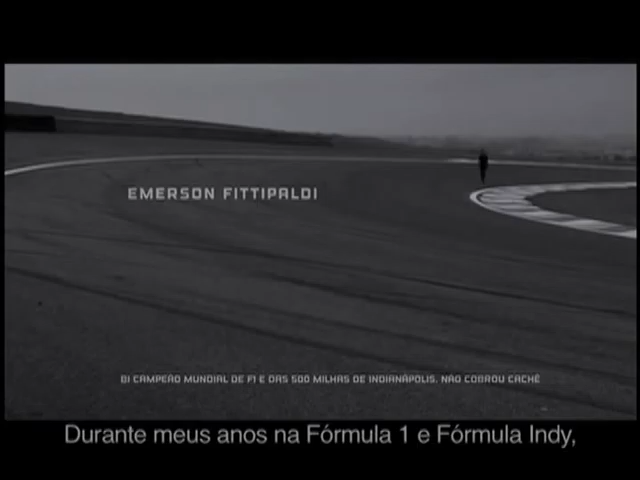 EMERSON FITTIPALDI
BI CAMPEÃO MUNDIAL DE F1 E DAS 500 MILHAS DE INDIANÁPOLIS. NÃO COBROU CACHÊ
Durante meus anos na Fórmula 1 e Fórmula Indy,